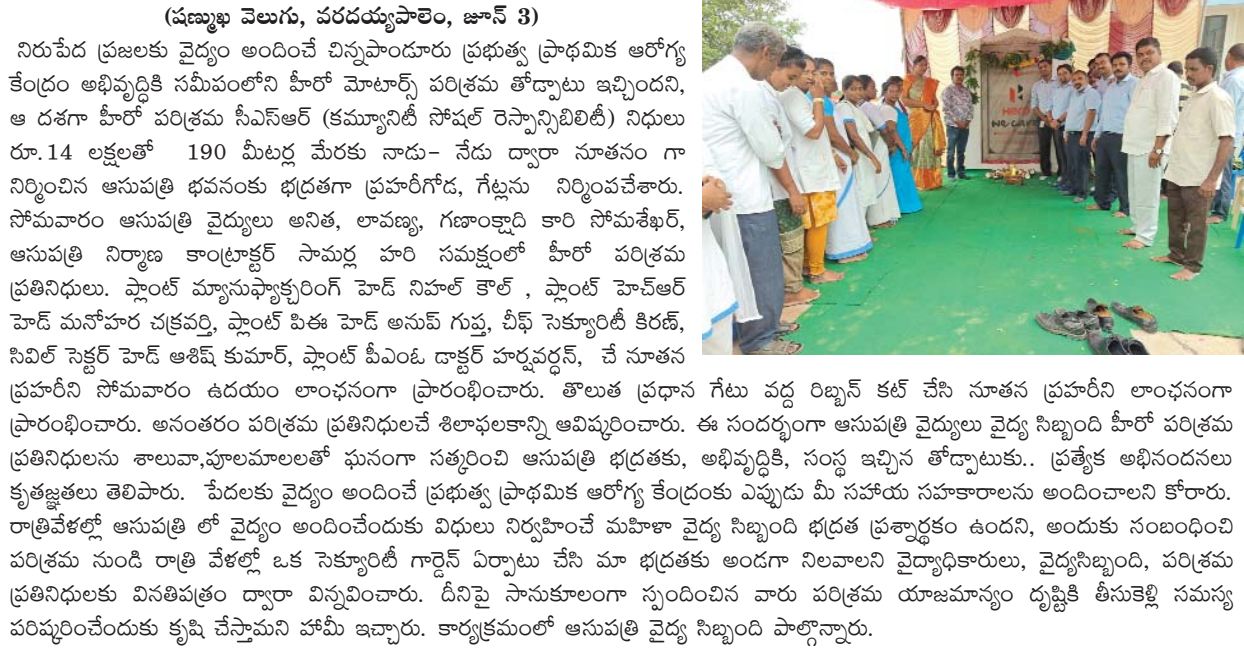 (షణ్ముఖ వెలుగు, వరదయ్యపాలెం, జూన్ 3)
నిరుపేద ప్రజలకు వైద్యం అందించే చిన్నపాండూరు ప్రభుత్వ ప్రాథమిక ఆరోగ్య
కేంద్రం అభివృద్ధికి సమీపంలోని హీరో మోటార్స్ పరిశ్రమ తోడ్పాటు ఇచ్చిందని,
ఆ దశగా హీరో పరిశ్రమ సీఎస్ఆర్ (కమ్యూనిటీ సోషల్ రెస్పాన్సిబిలిటీ) నిధులు
రూ.14 లక్షలతో 190 మీటర్ల మేరకు నాడు- నేడు ద్వారా నూతనం గా
నిర్మించిన ఆసుపత్రి భవనంకు భద్రతగా ప్రహరీగోడ, గేట్లను నిర్మింపచేశారు.
సోమవారం ఆసుపత్రి వైద్యులు అనిత, లావణ్య, గణాంక్షాది కారి సోమశేఖర్,
ఆసుపత్రి నిర్మాణ కాంట్రాక్టర్ సామర్ల హరి సమక్షంలో హీరో పరిశ్రమ
ప్రతినిధులు. ప్లాంట్ మ్యానుఫ్యాక్చరింగ్ హెడ్ నిహల్ కౌల్ , ప్లాంట్ హెచ్ఆర్
హెడ్ మనోహర చక్రవర్తి, ప్లాంట్ పిఈ హెడ్ అనుప్ గుప్త, చీఫ్ సెక్యూరిటీ కిరణ్,
సివిల్ సెక్టర్ హెడ్ ఆశిష్ కుమార్, ప్లాంట్ పీఎంఓ డాక్టర్ హర్షవర్ధన్, చే నూతన
ప్రహరీని సోమవారం ఉదయం లాంఛనంగా ప్రారంభించారు. తొలుత ప్రధాన గేటు వద్ద రిబ్బన్ కట్ చేసి నూతన ప్రహరీని లాంఛనంగా
ప్రారంభించారు. అనంతరం పరిశ్రమ ప్రతినిధులచే శిలాఫలకాన్ని ఆవిష్కరించారు. ఈ సందర్భంగా ఆసుపత్రి వైద్యులు వైద్య సిబ్బంది హీరో పరిశ్రమ
ప్రతినిధులను శాలువా,పూలమాలలతో ఘనంగా సత్కరించి ఆసుపత్రి భద్రతకు, అభివృద్ధికి, సంస్థ ఇచ్చిన తోడ్పాటుకు.. ప్రత్యేక అభినందనలు
కృతజ్ఞతలు తెలిపారు. పేదలకు వైద్యం అందించే ప్రభుత్వ ప్రాథమిక ఆరోగ్య కేంద్రంకు ఎప్పుడు మీ సహాయ సహకారాలను అందించాలని కోరారు.
రాత్రివేళల్లో ఆసుపత్రి లో వైద్యం అందించేందుకు విధులు నిర్వహించే మహిళా వైద్య సిబ్బంది భద్రత ప్రశ్నార్థకం ఉందని, అందుకు సంబంధించి
పరిశ్రమ నుండి రాత్రి వేళల్లో ఒక సెక్యూరిటీ గార్డెన్ ఏర్పాటు చేసి మా భద్రతకు అండగా నిలవాలని వైద్యాధికారులు, వైద్యసిబ్బంది, పరిశ్రమ
ప్రతినిధులకు వినతిపత్రం ద్వారా విన్నవించారు. దీనిపై సానుకూలంగా స్పందించిన వారు పరిశ్రమ యాజమాన్యం దృష్టికి తీసుకెళ్లి సమస్య
పరిష్కరించేందుకు కృషి చేస్తామని హామీ ఇచ్చారు. కార్యక్రమంలో ఆసుపత్రి వైద్య సిబ్బంది పాల్గొన్నారు.